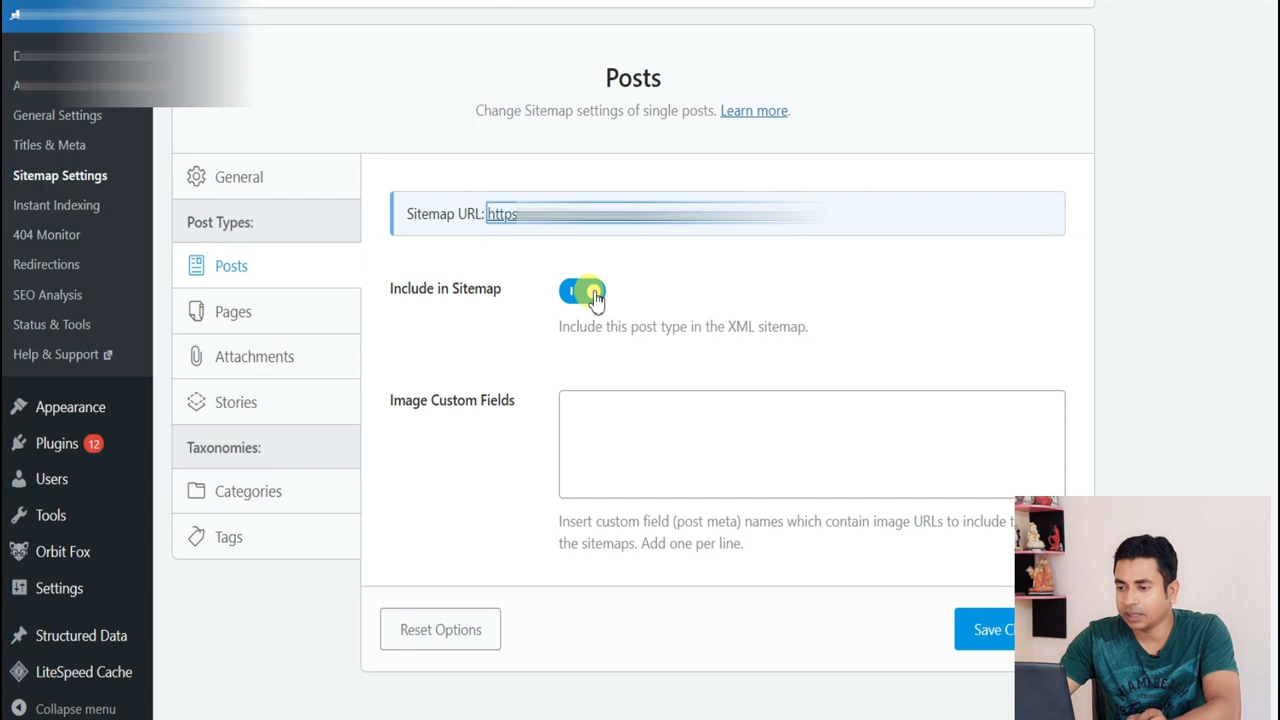 General Settings
Titles & Meta
Sitemap Settings
Instant Indexing
404 Monitor
Redirections
SEO Analysis
Status & Tools
Help & Support
Appearance
Plugins 12
Users
Tools
Orbit Fox
Settings
Structured Data
LiteSpeed Cache
Collapse menu
Posts
Change Sitemap settings of single posts. Learn more.
General
Post Types:
Posts
Pages
Attachments
Stories
Taxonomies:
Categories
Tags
Sitemap URL: https
Include in Sitemap
Include this post type in the XML sitemap.
Image Custom Fields
Insert custom field (post meta) names which contain image URLs to include
the sitemaps. Add one per line.
Reset Options
Save
MIAMI BEACH